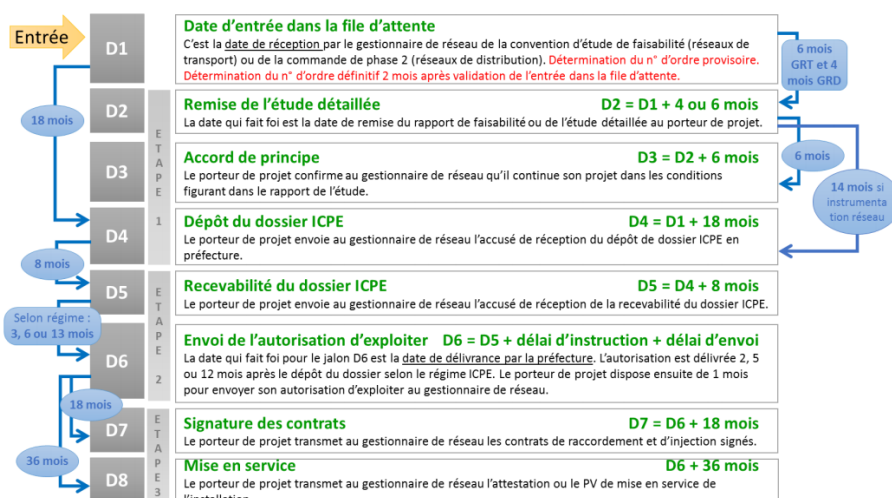 Entrée
D1
Date d'entrée dans la file d'attente
C'est la date de réception par le gestionnaire de réseau de la convention d'étude de faisabilité (réseaux de
transport) ou de la commande de phase 2 (réseaux de distribution). Détermination du n° d'ordre provisoire.
Détermination du n° d'ordre définitif 2 mois après validation de l'entrée dans la file d'attente.
6 mois
GRT et 4
mois GRD
18 mois
ETAPE 1
D2
Remise de l'étude détaillée D2 = D1 + 4 ou 6 mois
La date qui fait foi est la date de remise du rapport de faisabilité ou de l'étude détaillée au porteur de projet.
6 mois
D3
Accord de principe D3 = D2 + 6 mois
Le porteur de projet confirme au gestionnaire de réseau qu'il continue son projet dans les conditions
figurant dans le rapport de l'étude.
14 mois si
instrumenta
tion réseau
D4
Dépôt du dossier ICPE D4 = D1 + 18 mois
Le porteur de projet envoie au gestionnaire de réseau l'accusé de réception du dépôt de dossier ICPE en
préfecture.
8 mois
ETAPE 2
D5
Recevabilité du dossier ICPE D5 = D4 + 8 mois
Le porteur de projet envoie au gestionnaire de réseau l'accusé de réception de la recevabilité du dossier ICPE.
Selon régime :
3, 6 ou 13 mois
D6
Envoi de l'autorisation d'exploiter D6 = D5 + délai d'instruction + délai d'envoi
La date qui fait foi pour le jalon D6 est la date de délivrance par la préfecture. L'autorisation est délivrée 2, 5
ou 12 mois après le dépôt du dossier selon le régime ICPE. Le porteur de projet dispose ensuite de 1 mois
pour envoyer son autorisation d'exploiter au gestionnaire de réseau.
18 mois
ETAPE 3
D7
Signature des contrats D7 = D6 + 18 mois
Le porteur de projet transmet au gestionnaire de réseau les contrats de raccordement et d'injection signés.
36 mois
D8
Mise en service D6 + 36 mois
Le porteur de projet transmet au gestionnaire de réseau l'attestation ou le PV de mise en service de
l'installation